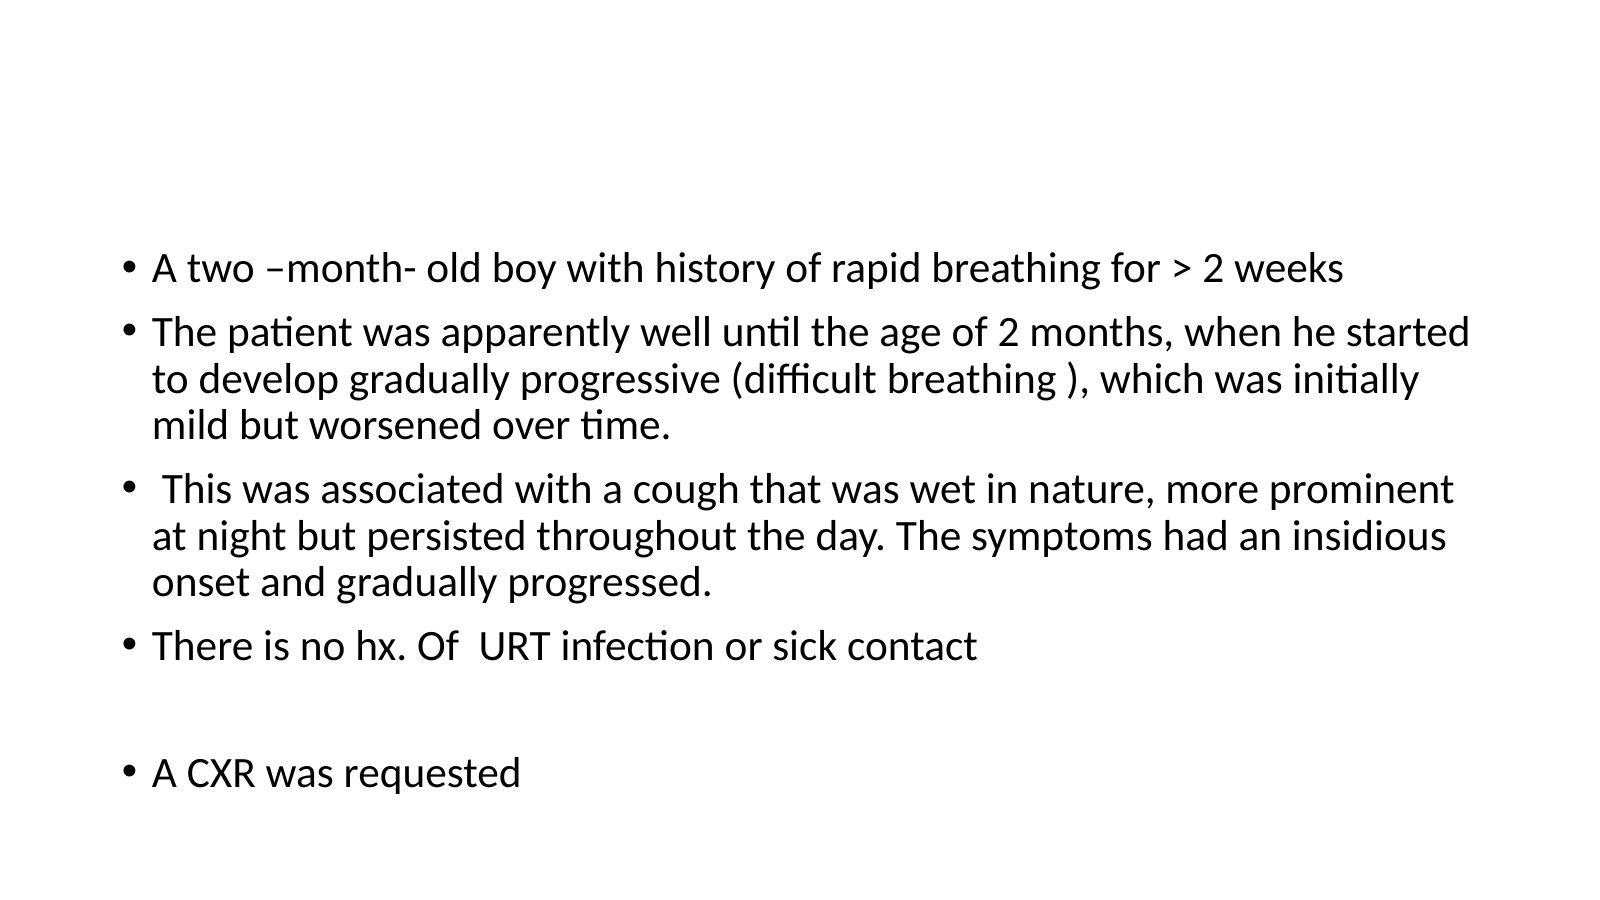 • A two –month- old boy with history of rapid breathing for > 2 weeks
• The patient was apparently well until the age of 2 months, when he started
to develop gradually progressive (difficult breathing ), which was initially
mild but worsened over time.
•  This was associated with a cough that was wet in nature, more prominent
at night but persisted throughout the day. The symptoms had an insidious
onset and gradually progressed.
• There is no hx. Of  URT infection or sick contact
• A CXR was requested